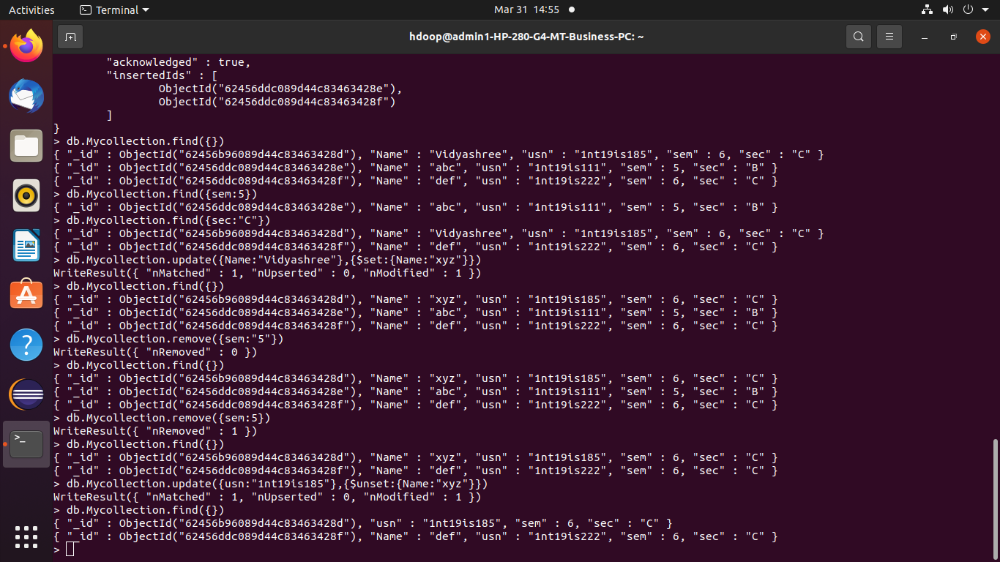 Activities
Terminal
Mar 31 14:55
hdoop@admin1-HP-280-G4-MT-Business-PC: ~
        "acknowledged" : true,
        "insertedIds" : [
                ObjectId("62456ddc089d44c83463428e"),
                ObjectId("62456ddc089d44c83463428f")
        ]
}
> db.Mycollection.find({})
{ "_id" : ObjectId("62456b96089d44c83463428d"), "Name" : "Vidyashree", "usn" : "1nt19is185", "sem" : 6, "sec" : "C" }
{ "_id" : ObjectId("62456ddc089d44c83463428e"), "Name" : "abc", "usn" : "1nt19is111", "sem" : 5, "sec" : "B" }
{ "_id" : ObjectId("62456ddc089d44c83463428f"), "Name" : "def", "usn" : "1nt19is222", "sem" : 6, "sec" : "C" }
> db.Mycollection.find({sem:5})
{ "_id" : ObjectId("62456ddc089d44c83463428e"), "Name" : "abc", "usn" : "1nt19is111", "sem" : 5, "sec" : "B" }
> db.Mycollection.find({sec:"C"})
{ "_id" : ObjectId("62456b96089d44c83463428d"), "Name" : "Vidyashree", "usn" : "1nt19is185", "sem" : 6, "sec" : "C" }
{ "_id" : ObjectId("62456ddc089d44c83463428f"), "Name" : "def", "usn" : "1nt19is222", "sem" : 6, "sec" : "C" }
> db.Mycollection.update({Name:"Vidyashree"},{$set:{Name:"xyz"}})
WriteResult({ "nMatched" : 1, "nUpserted" : 0, "nModified" : 1 })
> db.Mycollection.find({})
{ "_id" : ObjectId("62456b96089d44c83463428d"), "Name" : "xyz", "usn" : "1nt19is185", "sem" : 6, "sec" : "C" }
{ "_id" : ObjectId("62456ddc089d44c83463428e"), "Name" : "abc", "usn" : "1nt19is111", "sem" : 5, "sec" : "B" }
{ "_id" : ObjectId("62456ddc089d44c83463428f"), "Name" : "def", "usn" : "1nt19is222", "sem" : 6, "sec" : "C" }
> db.Mycollection.remove({sem:"5"})
WriteResult({ "nRemoved" : 0 })
> db.Mycollection.find({})
{ "_id" : ObjectId("62456b96089d44c83463428d"), "Name" : "xyz", "usn" : "1nt19is185", "sem" : 6, "sec" : "C" }
{ "_id" : ObjectId("62456ddc089d44c83463428e"), "Name" : "abc", "usn" : "1nt19is111", "sem" : 5, "sec" : "B" }
{ "_id" : ObjectId("62456ddc089d44c83463428f"), "Name" : "def", "usn" : "1nt19is222", "sem" : 6, "sec" : "C" }
> db.Mycollection.remove({sem:5})
WriteResult({ "nRemoved" : 1 })
> db.Mycollection.find({})
{ "_id" : ObjectId("62456b96089d44c83463428d"), "Name" : "xyz", "usn" : "1nt19is185", "sem" : 6, "sec" : "C" }
{ "_id" : ObjectId("62456ddc089d44c83463428f"), "Name" : "def", "usn" : "1nt19is222", "sem" : 6, "sec" : "C" }
> db.Mycollection.update({usn:"1nt19is185"},{$unset:{Name:"xyz"}})
WriteResult({ "nMatched" : 1, "nUpserted" : 0, "nModified" : 1 })
> db.Mycollection.find({})
{ "_id" : ObjectId("62456b96089d44c83463428d"), "usn" : "1nt19is185", "sem" : 6, "sec" : "C" }
{ "_id" : ObjectId("62456ddc089d44c83463428f"), "Name" : "def", "usn" : "1nt19is222", "sem" : 6, "sec" : "C" }
>